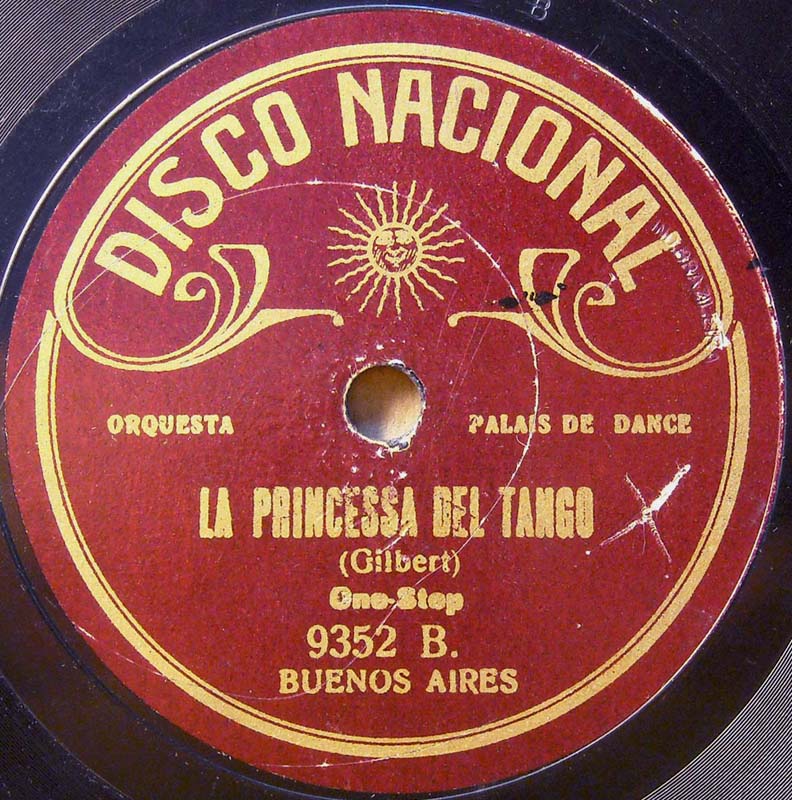 B
DISCO NACIONAL
ORQUESTA PALAIS DE DANCE
LA PRINCESSA DEL TANGO
(Gilbert)
One-Step
9352 B.
BUENOS AIRES